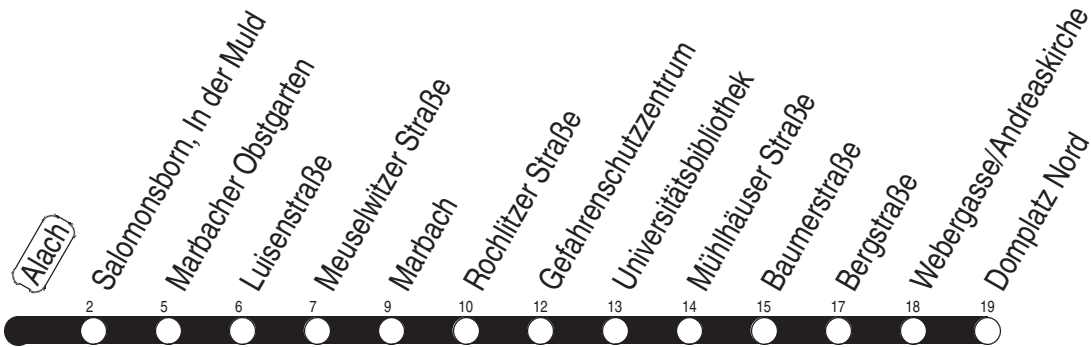 Alach
Salomonsborn, In der Muld
Marbacher Obstgarten
Luisenstraße
Meuselwitzer Straße
Marbach
Rochlitzer Straße
Gefahrenschutzzentrum
Universitätsbibliothek
Mühlhäuser Straße
Baumerstraße
Bergstraße
Webergasse/Andreaskirche
Domplatz Nord
2 5 6 7 9 10 12 13 14 15 17 18 19